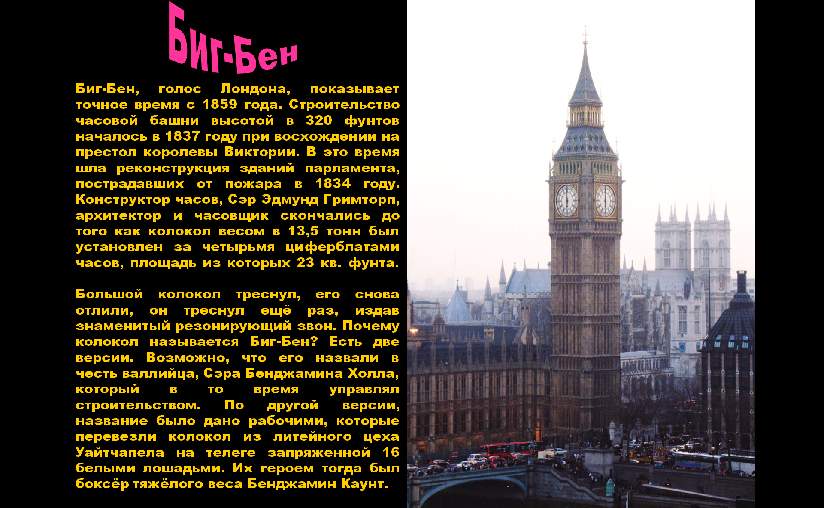 Биг-Бен
Биг-Бен, голос Лондона, показывает
точное время с 1859 года. Строительство
часовой башни высотой в 320 фунтов
началось в 1837 году при восхождении на
престол королевы Виктории. В это время
шла реконструкция зданий парламента,
пострадавших от пожара в 1834 году.
Конструктор часов, Сэр Эдмунд Гримторп,
архитектор и часовщик скончались до
того как колокол весом в 13,5 тонн был
установлен за четырьмя циферблатами
часов, площадь из которых 23 кв. фунта.
Большой колокол треснул, его снова
отлили, он треснул ещё раз, издав
знаменитый резонирующий звон. Почему
колокол называется Биг-Бен? Есть две
версии. Возможно, что его назвали в
честь валлийца, Сэра Бенджамина Холла,
который в то время управлял
строительством. По другой версии,
название было дано рабочими, которые
перевезли колокол из литейного цеха
Уайтчапела на телеге запряженной 16
белыми лошадьми. Их героем тогда был
боксёр тяжёлого веса Бенджамин Каунт.